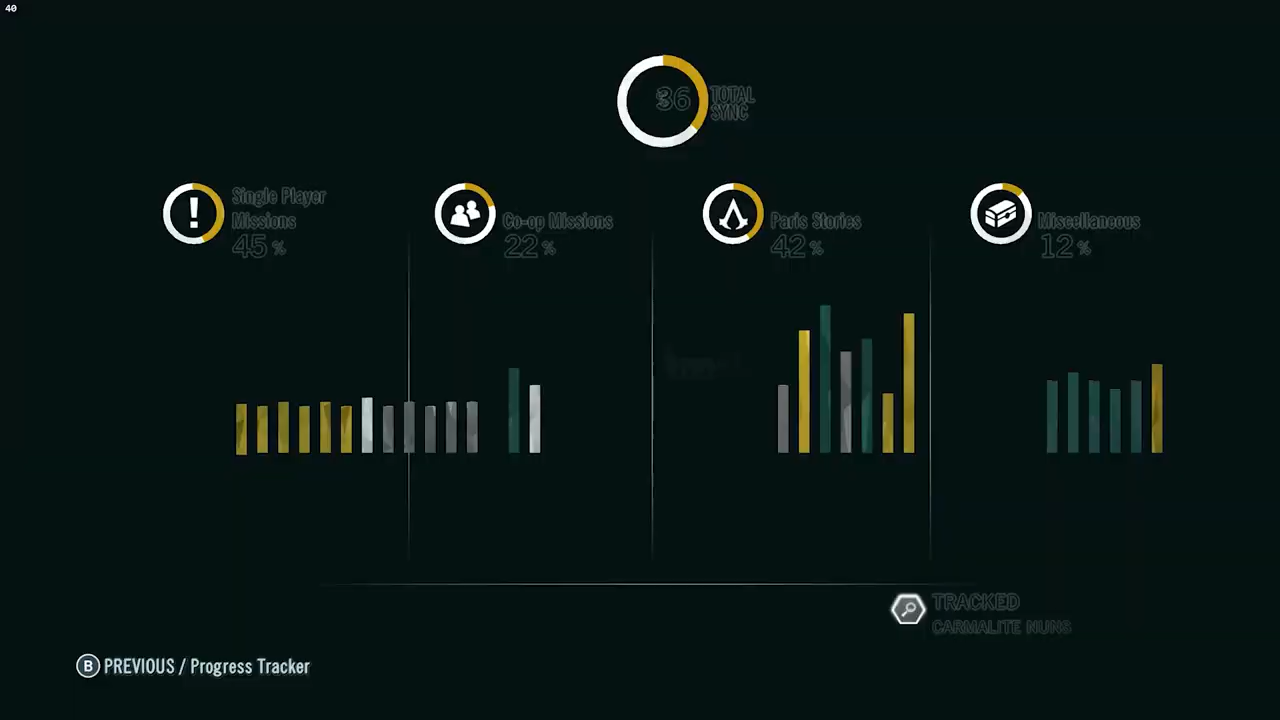 40
36
TOTAL
SYNC
Single Player
Missions
45 %
Co-op Missions
22 %
Paris Stories
42 %
Miscellaneous
12 %
TRACKED
CARMALITE NUNS
B PREVIOUS / Progress Tracker